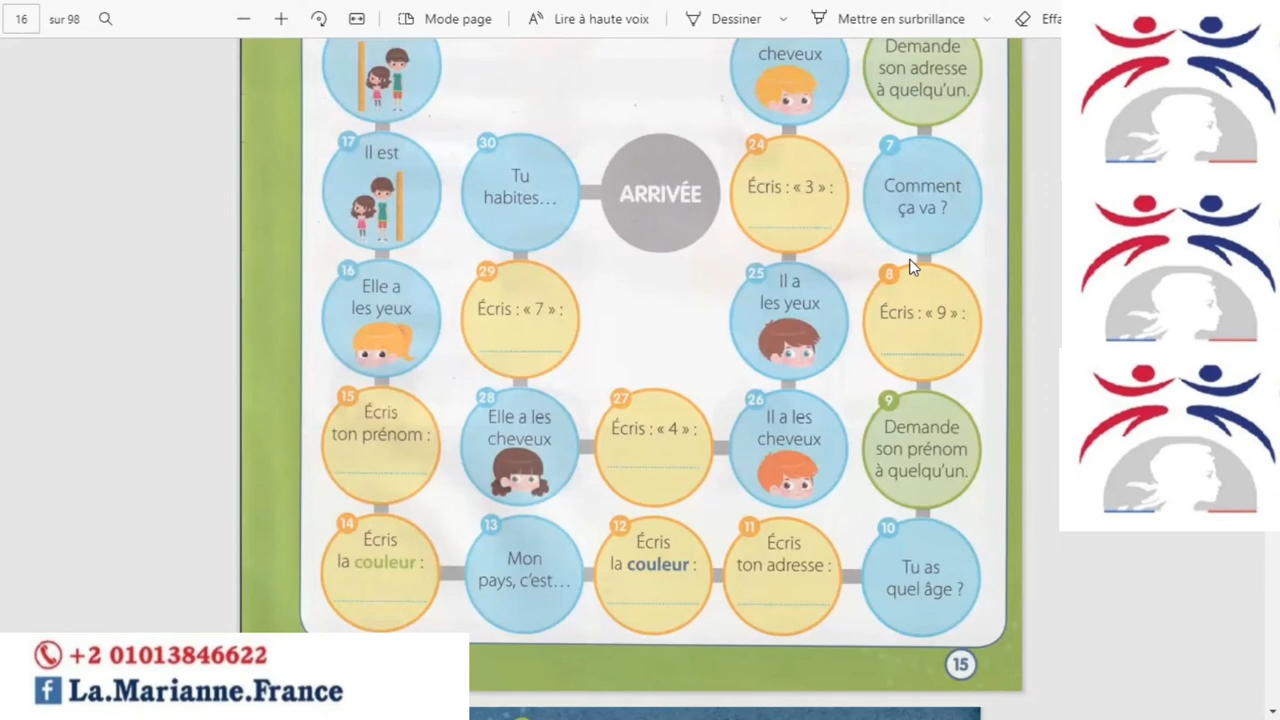 16
sur 98
Mode page
Lire à haute voix
Dessiner
Mettre en surbrillance
Effa
cheveux
Demande
son adresse
à quelqu'un.
17
Il est
30
Tu
habites...
ARRIVÉE
24
Écris : « 3 » :
7
Comment
ça va ?
16
Elle a
les yeux
29
Écris : « 7 » :
25
Il a
les yeux
8
Écris : « 9 » :
15
Écris
ton prénom :
28
Elle a les
cheveux
27
Écris : « 4 » :
26
Il a les
cheveux
9
Demande
son prénom
à quelqu'un.
14
Écris
la couleur :
13
Mon
pays, c'est...
12
Écris
la couleur :
11
Écris
ton adresse :
10
Tu as
quel âge ?
15
+2 01013846622
La.Marianne.France